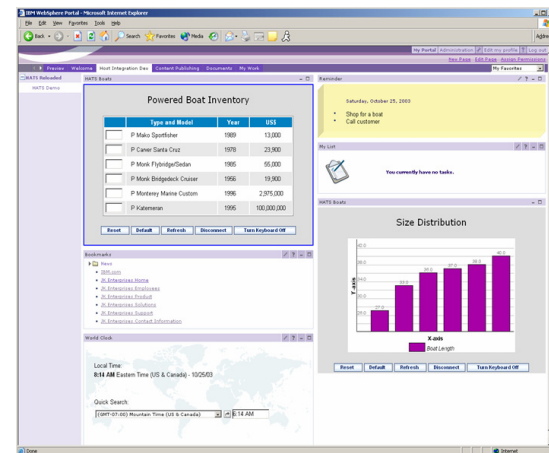 IBM WebSphere Portal - Microsoft Internet Explorer
File Edit View Favorites Tools Help
Back Search Favorites Media
My Portal Administration Edit my profile ? Log out
New Page Edit Page Assign Permissions
Preview Welcome Host Integration Dev Content Publishing Documents My Work
My Favorites
HATS Reloaded
HATS Demo
HATS Boats
Powered Boat Inventory
Type and Model Year US$
P Mako Sportfisher 1989 13,000
P Carver Santa Cruz 1978 23,900
P Monk Flybridge/Sedan 1985 55,000
P Monk Bridgedeck Cruiser 1956 19,900
P Monterey Marine Custom 1996 2,975,000
P Katemeran 1995 100,000,000
Reset Default Refresh Disconnect Turn Keyboard Off
Bookmarks
News
IBM.com
JK Enterprises Home
JK Enterprises Employees
JK Enterprises Product
JK Enterprises Solutions
JK Enterprises Support
JK Enterprises Contact Information
World Clock
Local Time:
8:14 AM Eastern Time (US & Canada) - 10/25/03
Quick Search:
(GMT-07:00) Mountain Time (US & Canada) 6:14 AM
Reminder
Saturday, October 25, 2003
Shop for a boat
Call customer
My List
You currently have no tasks.
HATS Boats
Size Distribution
Y-axis
X-axis
Boat Length
Reset Default Refresh Disconnect Turn Keyboard Off
Done
Internet